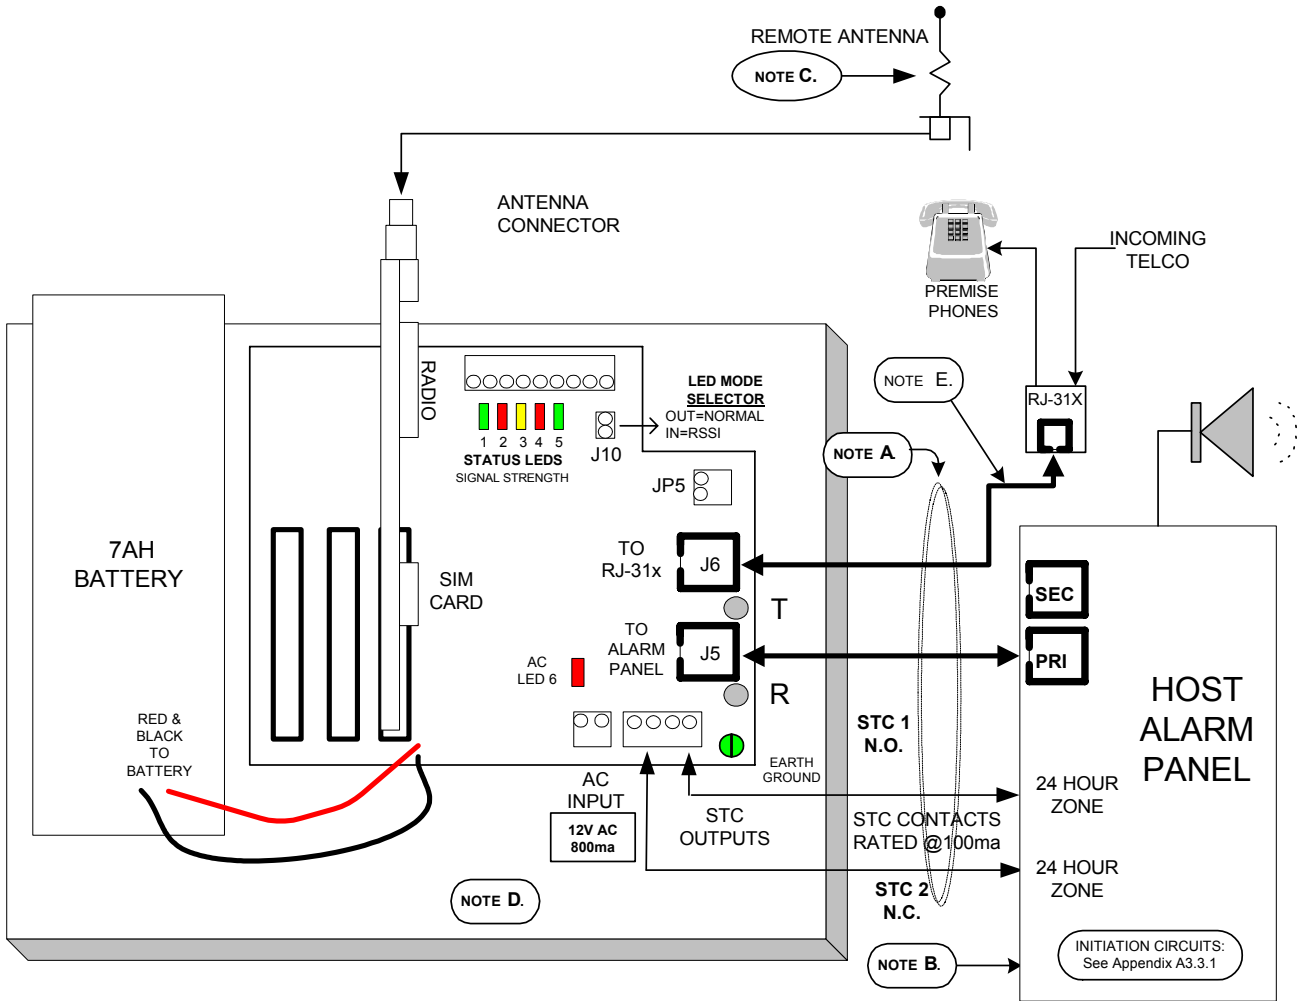 REMOTE ANTENNA
NOTE C.
ANTENNA
CONNECTOR
PREMISE
PHONES
INCOMING
TELCO
RJ-31X
NOTE E.
NOTE A.
RADIO
LED MODE
SELECTOR
OUT=NORMAL
IN=RSSI
1 2 3 4 5
STATUS LEDS
SIGNAL STRENGTH
J10
JP5
7AH
BATTERY
SIM
CARD
TO
RJ-31x
J6
T
TO
ALARM
PANEL
J5
R
AC
LED 6
SEC
PRI
HOST
ALARM
PANEL
RED &
BLACK
TO
BATTERY
STC 1
N.O.
EARTH
GROUND
AC
INPUT
12V AC
800ma
STC
OUTPUTS
STC CONTACTS
RATED @100ma
24 HOUR
ZONE
24 HOUR
ZONE
STC 2
N.C.
NOTE D.
NOTE B.
INITIATION CIRCUITS:
See Appendix A3.3.1